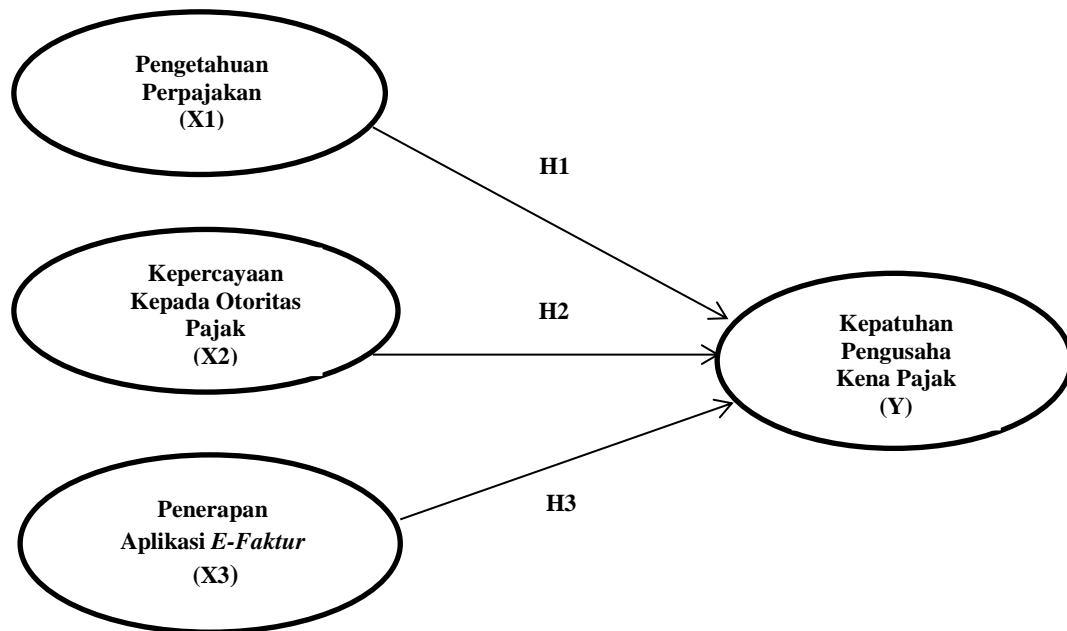 Pengetahuan
Perpajakan
(X1)
H1
Kepercayaan
Kepada Otoritas
Pajak
(X2)
H2
Kepatuhan
Pengusaha
Kena Pajak
(Y)
Penerapan
Aplikasi E-Faktur
(X3)
H3